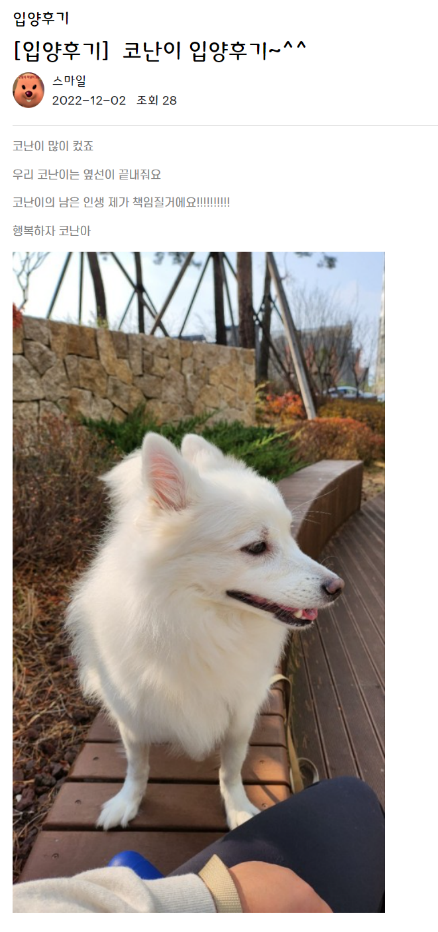 입양후기
[입양후기] 코난이 입양후기~^^
스마일
2022-12-02 조회 28
코난이 많이 컸죠
우리 코난이는 옆선이 끝내줘요
코난이의 남은 인생 제가 책임질거에요!!!!!!!!!!
행복하자 코난아